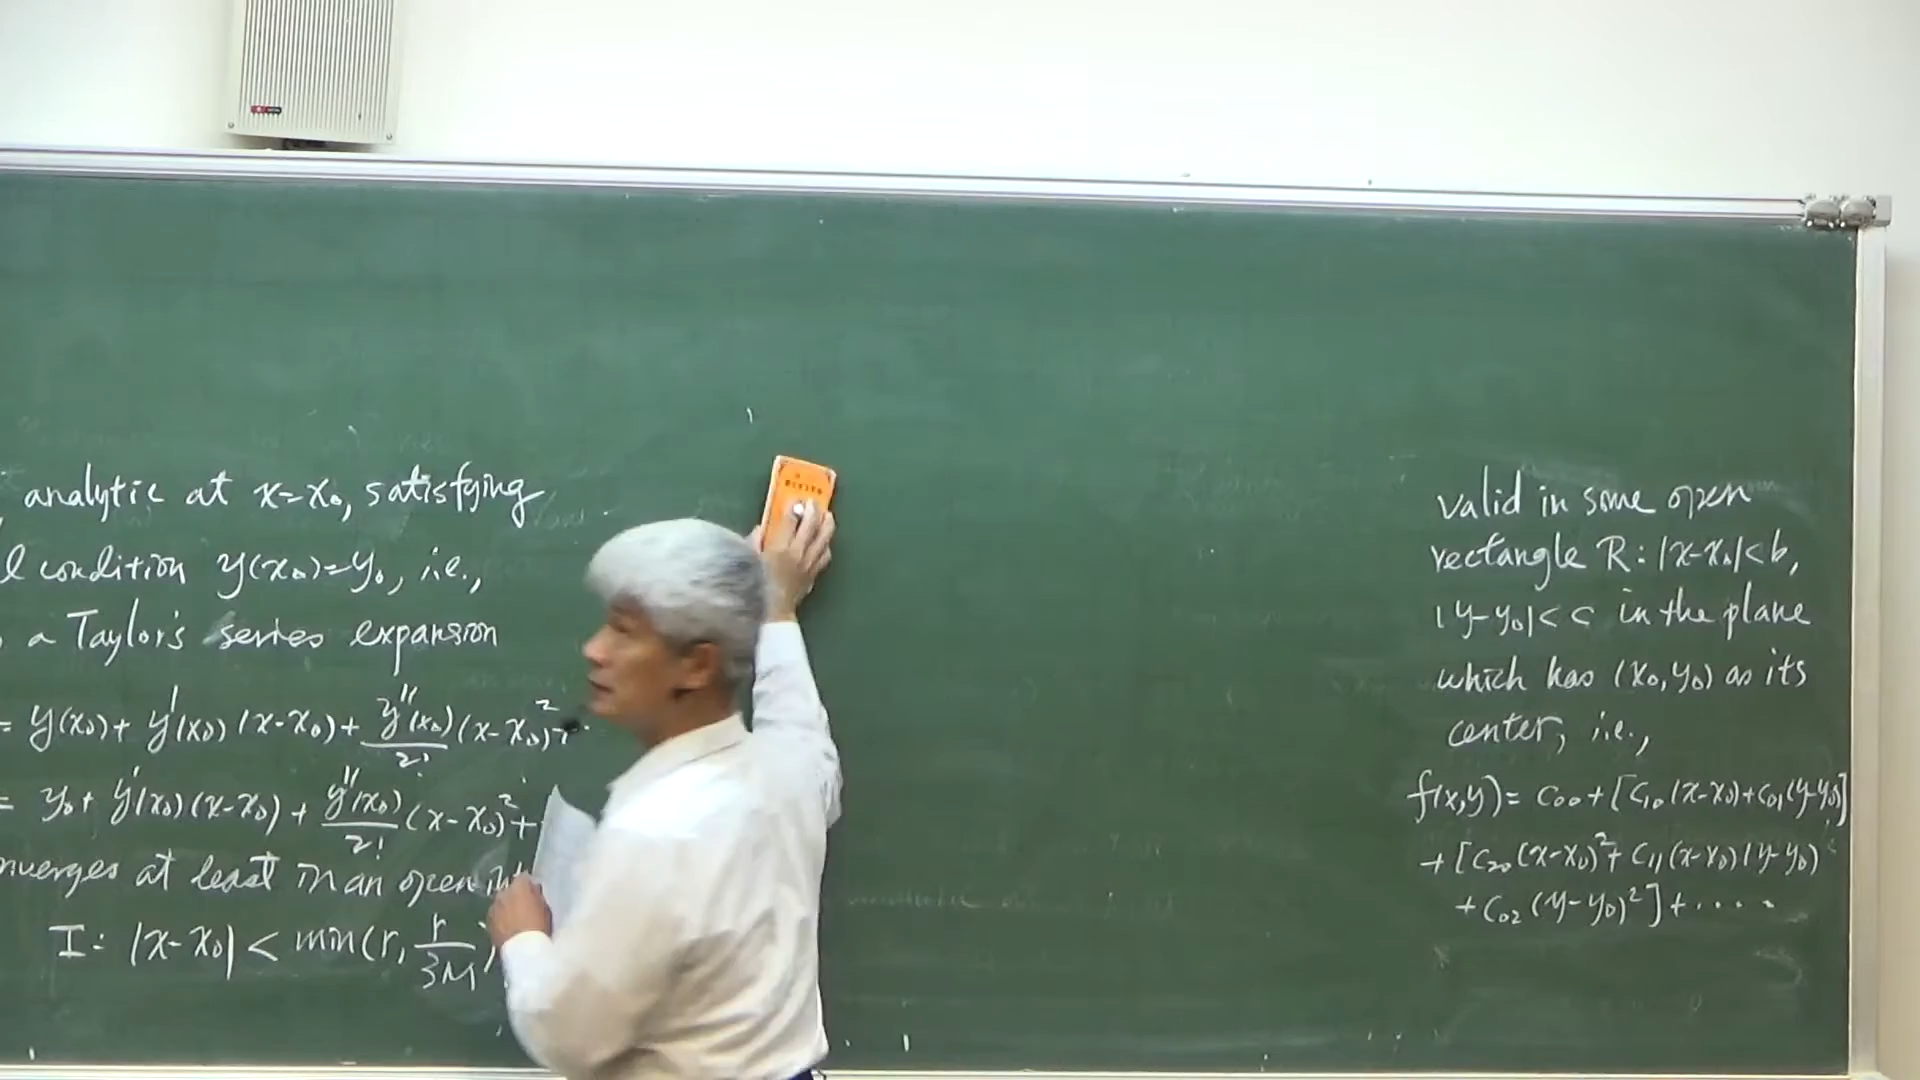 analytic at x=x₀, satisfying
condition y(x₀)=y₀, i.e.,
a Taylor's series expansion
= y(x₀)+ y'(x₀)(x-x₀)+ y''(x₀)/2! (x-x₀)²+
= y₀+ y'(x₀)(x-x₀)+ y''(x₀)/2! (x-x₀)²+
nverges at least in an open int
I: |x-x₀| < min(r, r/3M)
valid in some open
rectangle R: |x-x₀|<b,
|y-y₀|<c in the plane
which has (x₀,y₀) as its
center, i.e.,
f(x,y)= c₀₀+[c₁₀(x-x₀)+c₀₁(y-y₀)]
+[c₂₀(x-x₀)²+c₁₁(x-x₀)(y-y₀)
+c₀₂(y-y₀)²]+....